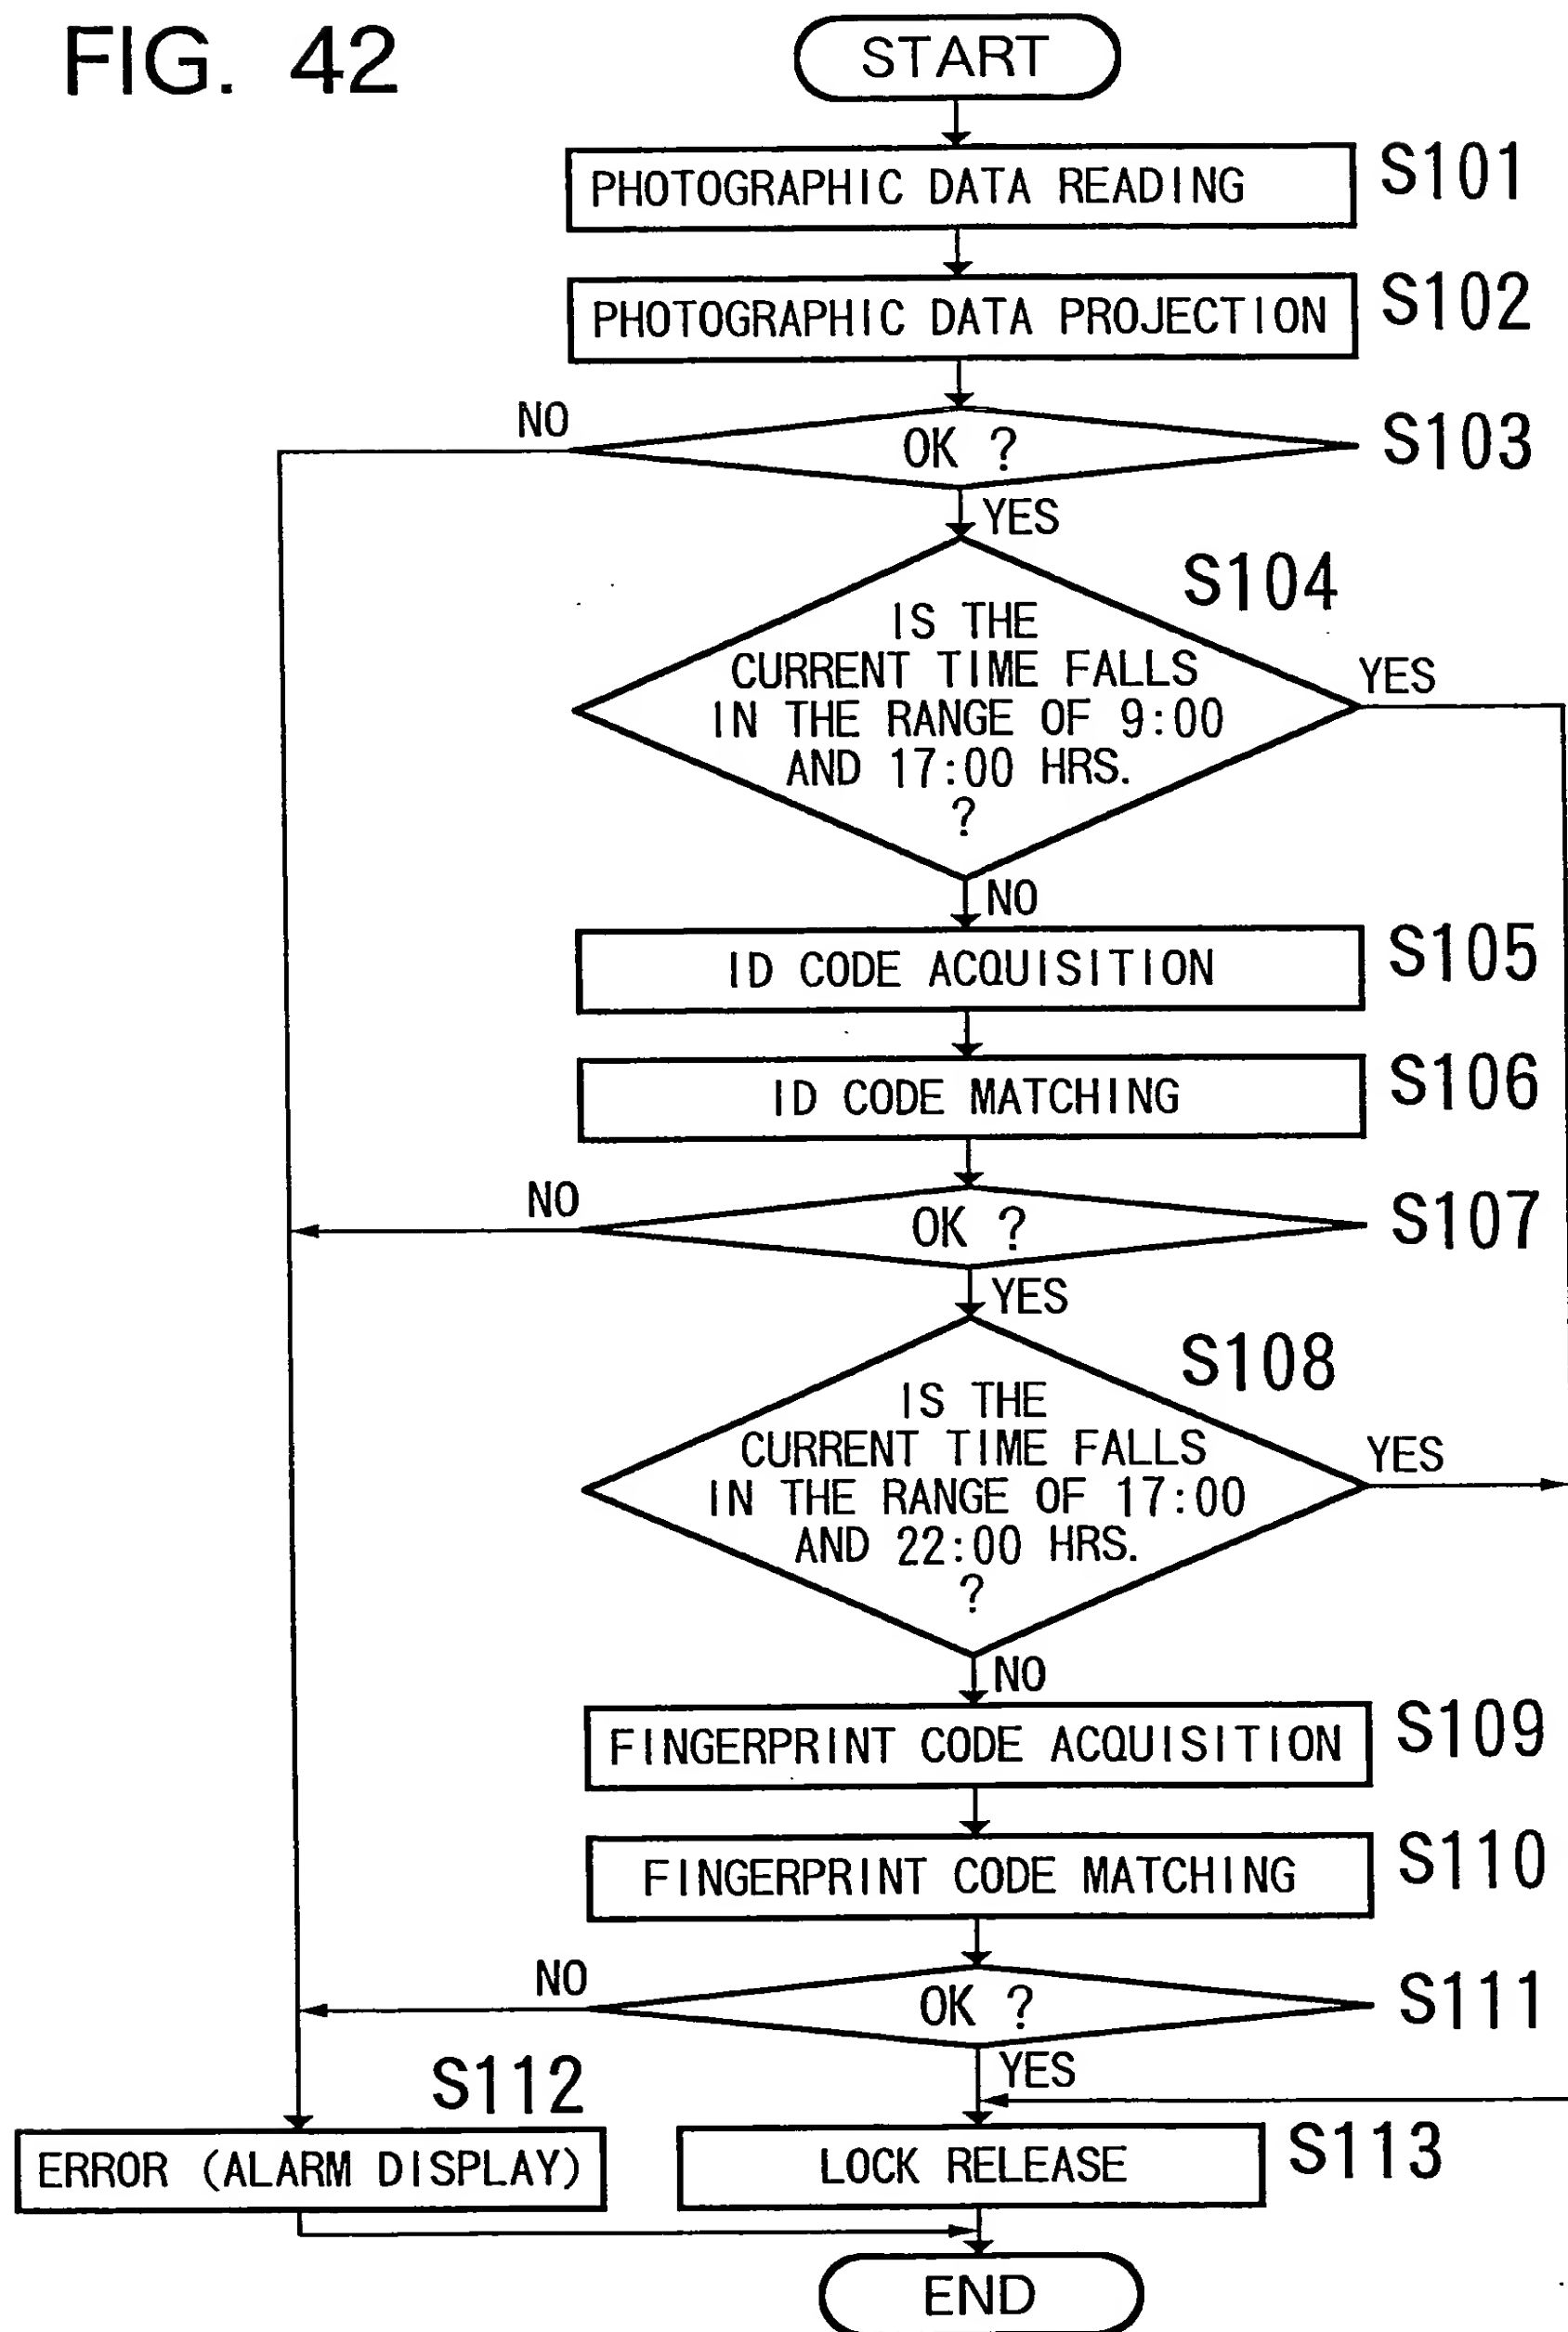 FIG. 42
START
PHOTOGRAPHIC DATA READING
S101
PHOTOGRAPHIC DATA PROJECTION
S102
NO
OK ?
S103
YES
S104
IS THE
CURRENT TIME FALLS
IN THE RANGE OF 9:00
AND 17:00 HRS.
?
YES
NO
ID CODE ACQUISITION
S105
ID CODE MATCHING
S106
NO
OK ?
S107
YES
S108
IS THE
CURRENT TIME FALLS
IN THE RANGE OF 17:00
AND 22:00 HRS.
?
YES
NO
FINGERPRINT CODE ACQUISITION
S109
FINGERPRINT CODE MATCHING
S110
NO
OK ?
S111
YES
S112
ERROR (ALARM DISPLAY)
LOCK RELEASE
S113
END